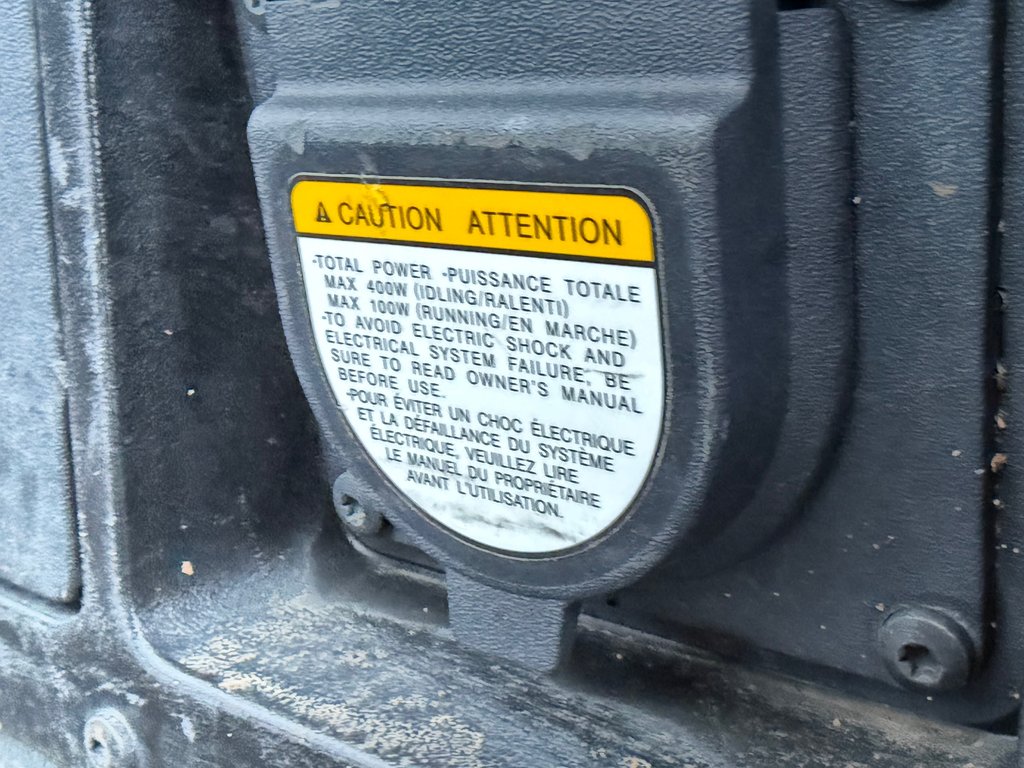 ⚠ CAUTION ATTENTION
-TOTAL POWER -PUISSANCE TOTALE
MAX 400W (IDLING/RALENTI)
MAX 100W (RUNNING/EN MARCHE)
-TO AVOID ELECTRIC SHOCK AND
ELECTRICAL SYSTEM FAILURE, BE
SURE TO READ OWNER'S MANUAL
BEFORE USE.
-POUR ÉVITER UN CHOC ÉLECTRIQUE
ET LA DÉFAILLANCE DU SYSTÈME
ÉLECTRIQUE, VEUILLEZ LIRE
LE MANUEL DU PROPRIÉTAIRE
AVANT L'UTILISATION.